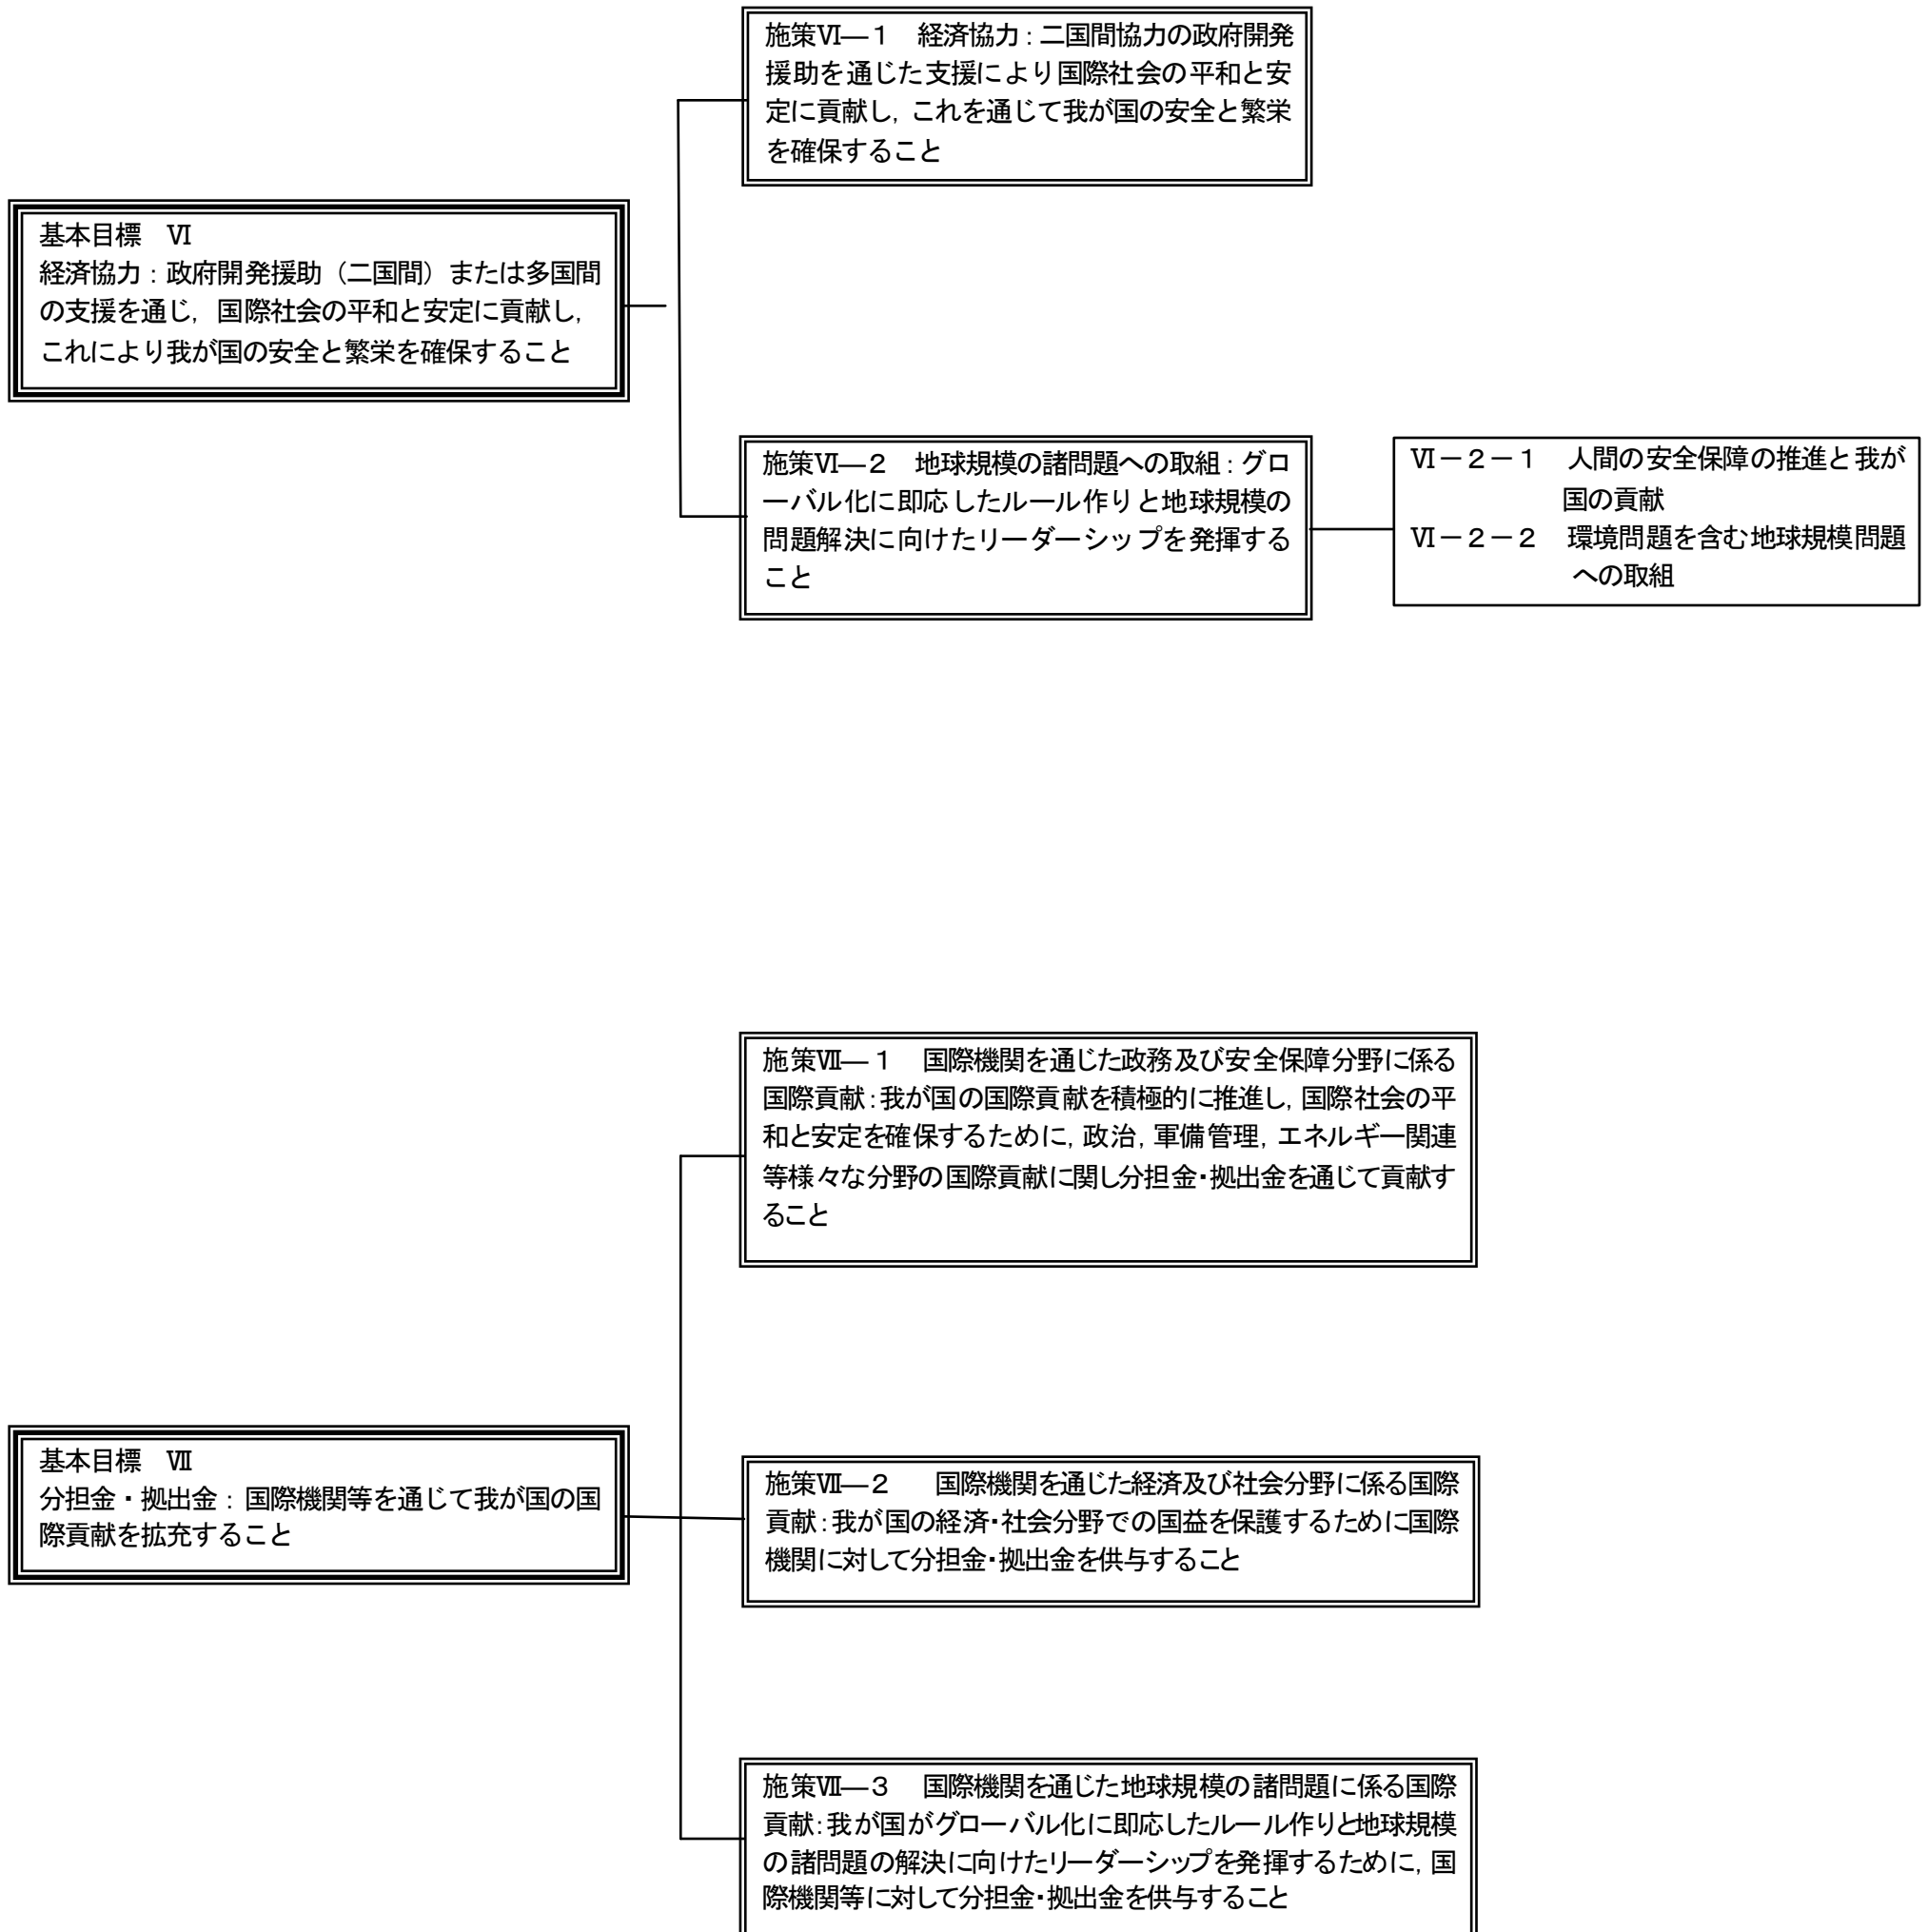 施策Ⅵ―１　経済協力：二国間協力の政府開発
援助を通じた支援により国際社会の平和と安
定に貢献し，これを通じて我が国の安全と繁栄
を確保すること
基本目標　Ⅵ
経済協力：政府開発援助（二国間）または多国間
の支援を通じ，国際社会の平和と安定に貢献し，
これにより我が国の安全と繁栄を確保すること
施策Ⅵ―２　地球規模の諸問題への取組：グロ
ーバル化に即応したルール作りと地球規模の
問題解決に向けたリーダーシップを発揮する
こと
Ⅵ－２－１　人間の安全保障の推進と我が
国の貢献
Ⅵ－２－２　環境問題を含む地球規模問題
への取組
施策Ⅶ―１　国際機関を通じた政務及び安全保障分野に係る
国際貢献：我が国の国際貢献を積極的に推進し，国際社会の平
和と安定を確保するために，政治，軍備管理，エネルギー関連
等様々な分野の国際貢献に関し分担金・拠出金を通じて貢献す
ること
基本目標　Ⅶ
分担金・拠出金：国際機関等を通じて我が国の国
際貢献を拡充すること
施策Ⅶ―２　国際機関を通じた経済及び社会分野に係る国際
貢献：我が国の経済・社会分野での国益を保護するために国際
機関に対して分担金・拠出金を供与すること
施策Ⅶ―３　国際機関を通じた地球規模の諸問題に係る国際
貢献：我が国がグローバル化に即応したルール作りと地球規模
の諸問題の解決に向けたリーダーシップを発揮するために，国
際機関等に対して分担金・拠出金を供与すること